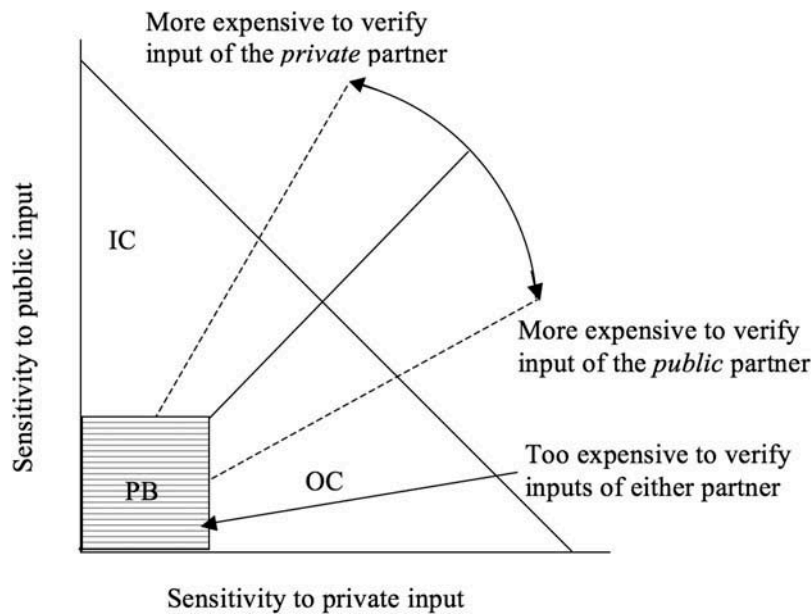 More expensive to verify
input of the private partner
Sensitivity to public input
IC
More expensive to verify
input of the public partner
Too expensive to verify
inputs of either partner
PB
OC
Sensitivity to private input